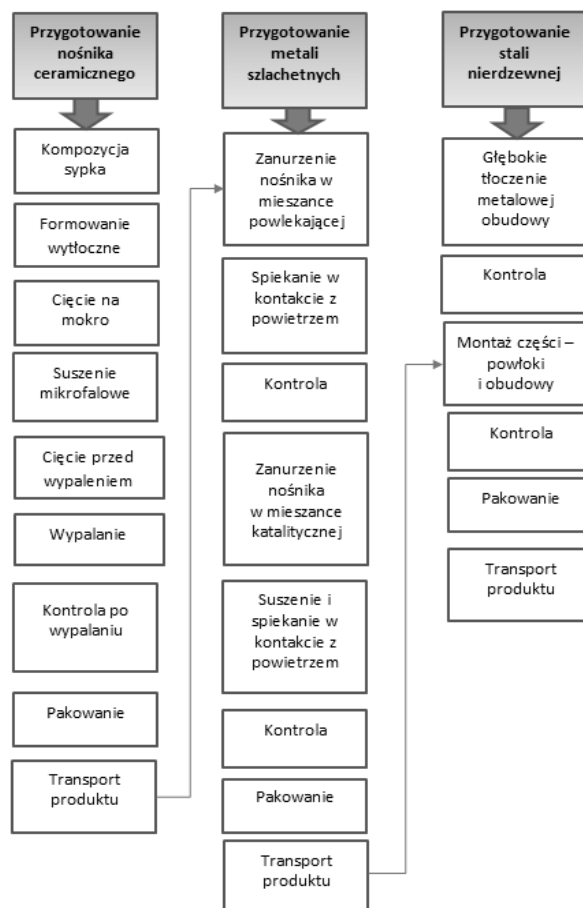 Przygotowanie
nośnika
ceramicznego
Kompozycja
sypka
Formowanie
wytłoczne
Cięcie na
mokro
Suszenie
mikrofalowe
Cięcie przed
wypaleniem
Wypalanie
Kontrola po
wypalaniu
Pakowanie
Transport
produktu
Przygotowanie
metali
szlachetnych
Zanurzenie
nośnika w
mieszance
powlekającej
Spiekanie w
kontakcie z
powietrzem
Kontrola
Zanurzenie
nośnika
w mieszance
katalitycznej
Suszenie i
spiekanie w
kontakcie z
powietrzem
Kontrola
Pakowanie
Transport
produktu
Przygotowanie
stali
nierdzewnej
Głębokie
tłoczenie
metalowej
obudowy
Kontrola
Montaż części –
powłoki
i obudowy
Kontrola
Pakowanie
Transport
produktu